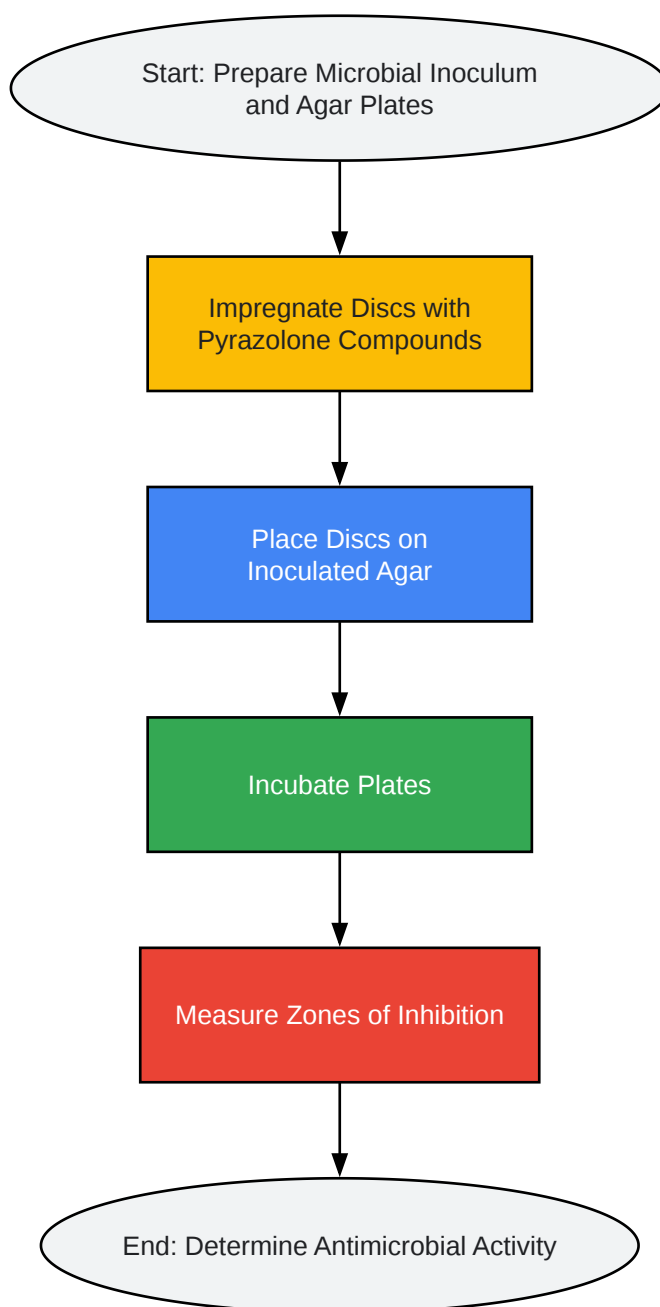 Start: Prepare Microbial Inoculum
and Agar Plates
Impregnate Discs with
Pyrazolone Compounds
Place Discs on
Inoculated Agar
Incubate Plates
Measure Zones of Inhibition
End: Determine Antimicrobial Activity